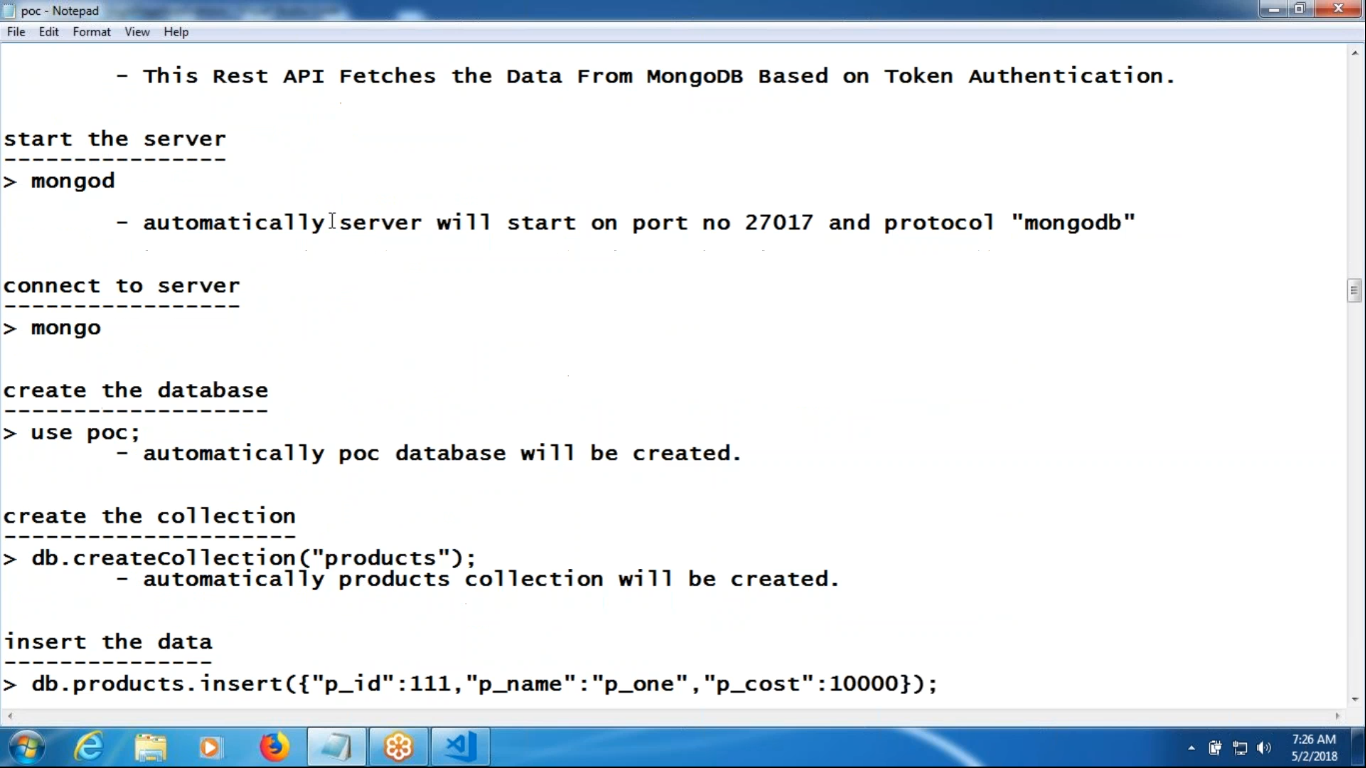 poc - Notepad
File Edit Format View Help
- This Rest API Fetches the Data From MongoDB Based on Token Authentication.
start the server
----------------
> mongod
- automatically server will start on port no 27017 and protocol "mongodb"
connect to server
-----------------
> mongo
create the database
-------------------
> use poc;
- automatically poc database will be created.
create the collection
---------------------
> db.createCollection("products");
- automatically products collection will be created.
insert the data
---------------
> db.products.insert({"p_id":111,"p_name":"p_one","p_cost":10000});
7:26 AM
5/2/2018